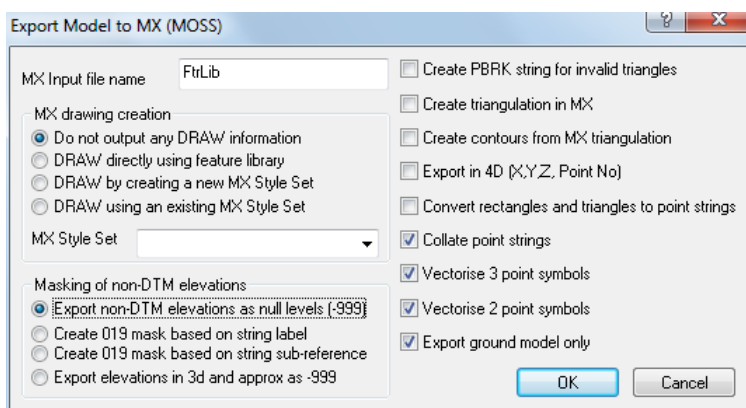 Export Model to MX (MOSS)
MX Input file name
FtrLib
MX drawing creation
Do not output any DRAW information
DRAW directly using feature library
DRAW by creating a new MX Style Set
DRAW using an existing MX Style Set
MX Style Set
Masking of non-DTM elevations
Export non-DTM elevations as null levels (-999)
Create 019 mask based on string label
Create 019 mask based on string sub-reference
Export elevations in 3d and approx as -999
Create PBRK string for invalid triangles
Create triangulation in MX
Create contours from MX triangulation
Export in 4D (X,Y,Z, Point No)
Convert rectangles and triangles to point strings
Collate point strings
Vectorise 3 point symbols
Vectorise 2 point symbols
Export ground model only
OK
Cancel